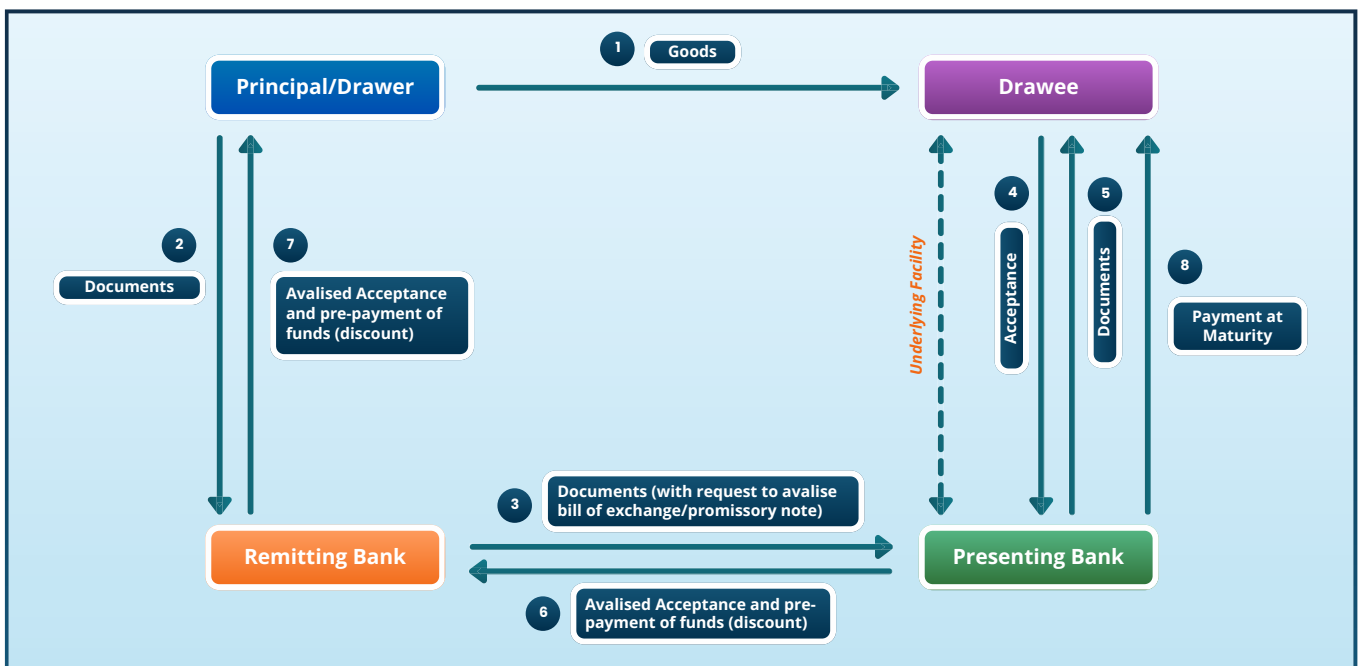 1
Goods
Principal/Drawer
Drawee
2
Documents
7
Avalised Acceptance
and pre-payment of
funds (discount)
Underlying Facility
4
Acceptance
5
Documents
8
Payment at
Maturity
3
Documents (with request to avalise
bill of exchange/promissory note)
Remitting Bank
Presenting Bank
6
Avalised Acceptance and pre-
payment of funds (discount)